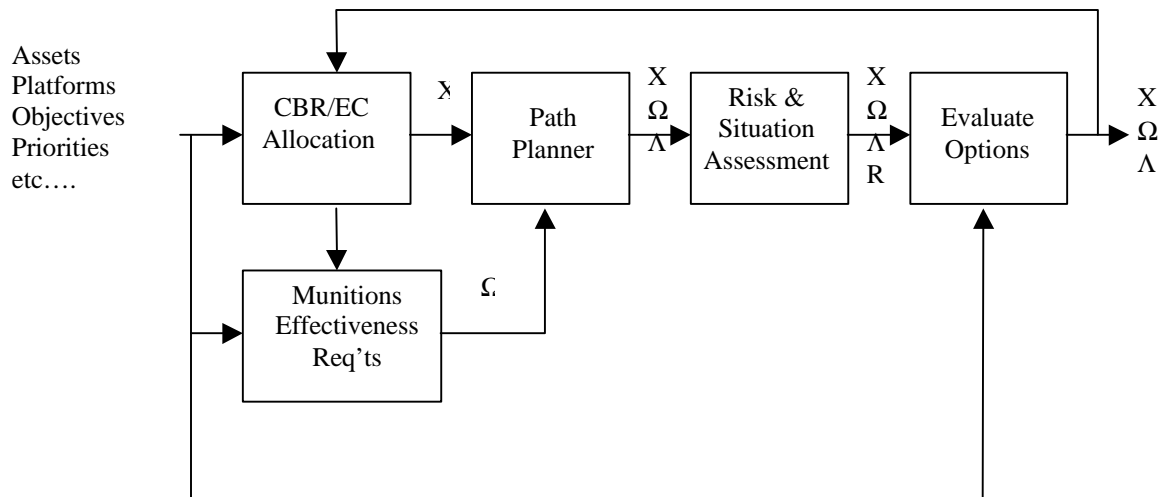 Assets
Platforms
Objectives
Priorities
etc….
CBR/EC
Allocation
X
Path
Planner
X
Ω
Λ
Risk &
Situation
Assessment
X
Ω
Λ
R
Evaluate
Options
X
Ω
Λ
Munitions
Effectiveness
Req’ts
Ω